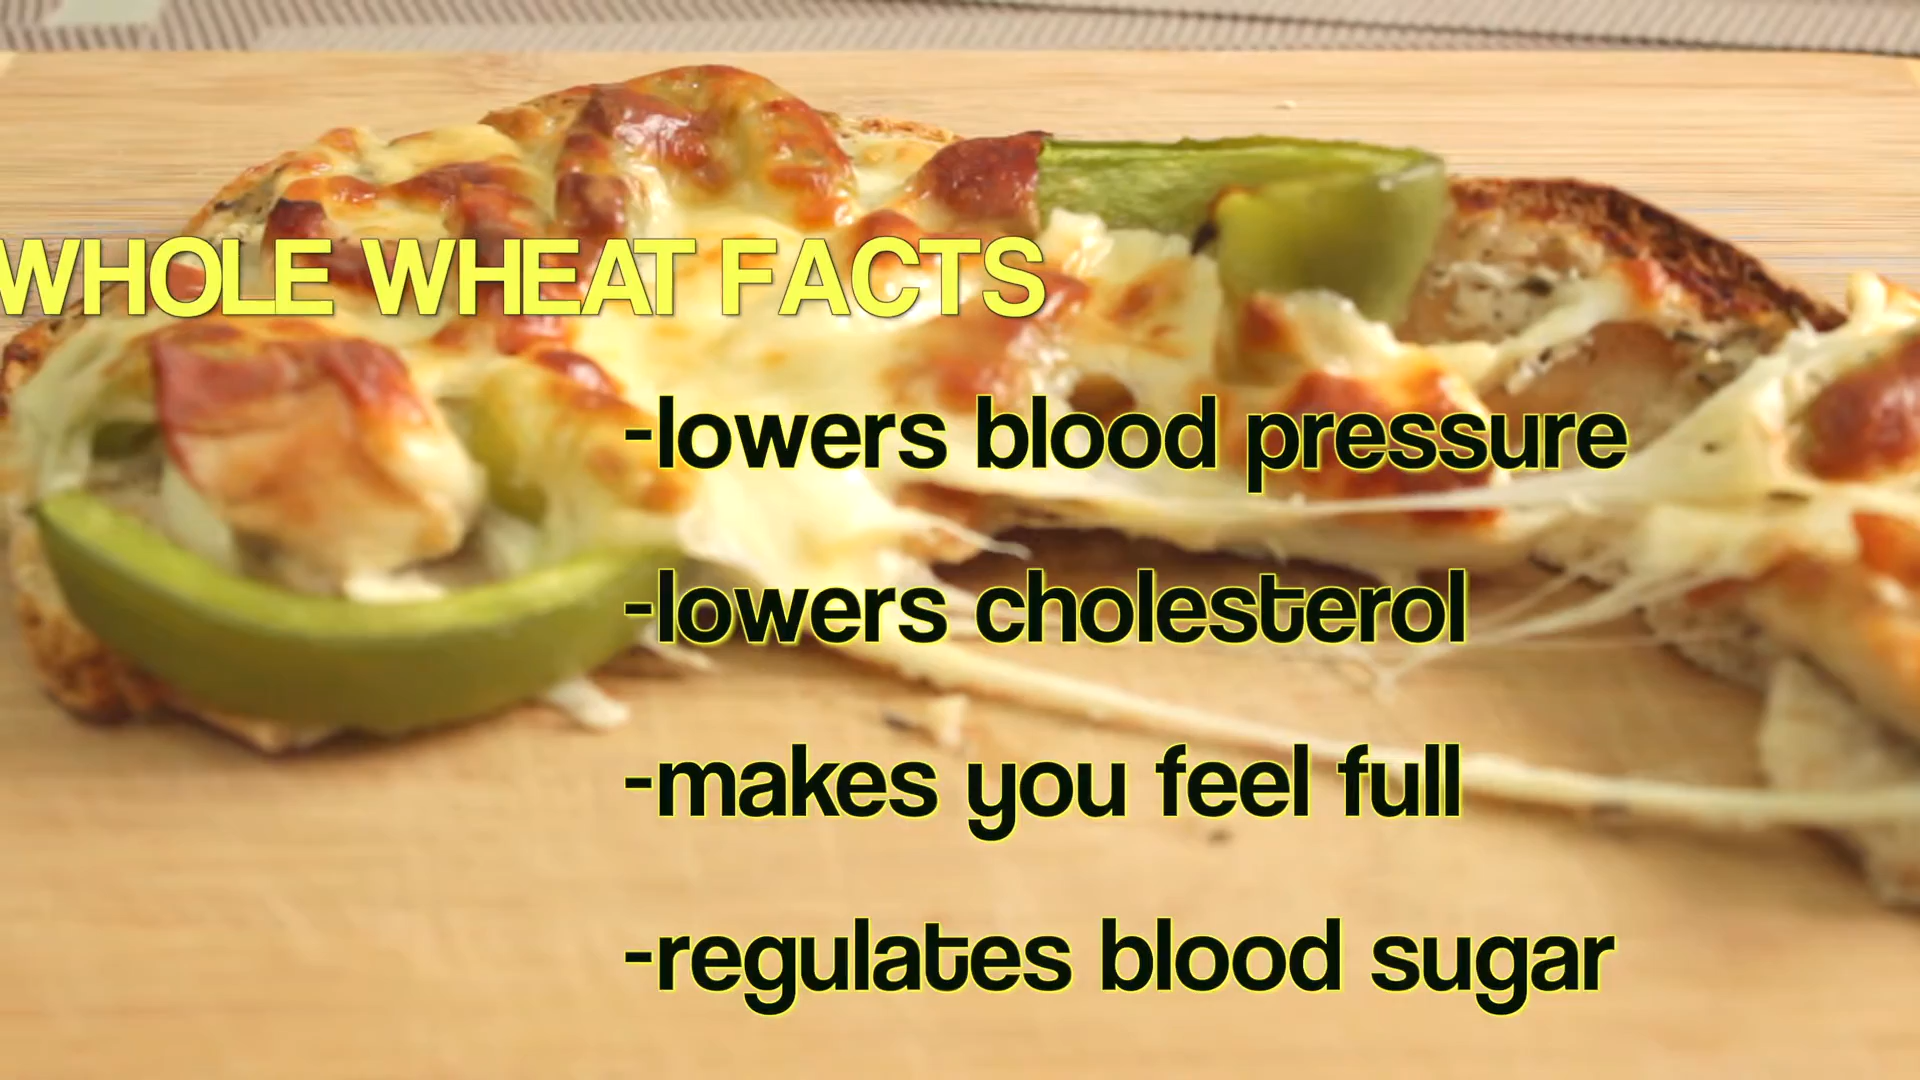 WHOLE WHEAT FACTS
-lowers blood pressure
-lowers cholesterol
-makes you feel full
-regulates blood sugar